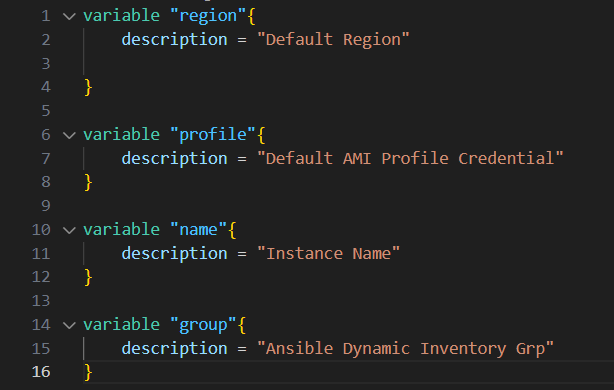 1 variable "region"{
2 description = "Default Region"
3
4 }
5
6 variable "profile"{
7 description = "Default AMI Profile Credential"
8 }
9
10 variable "name"{
11 description = "Instance Name"
12 }
13
14 variable "group"{
15 description = "Ansible Dynamic Inventory Grp"
16 }